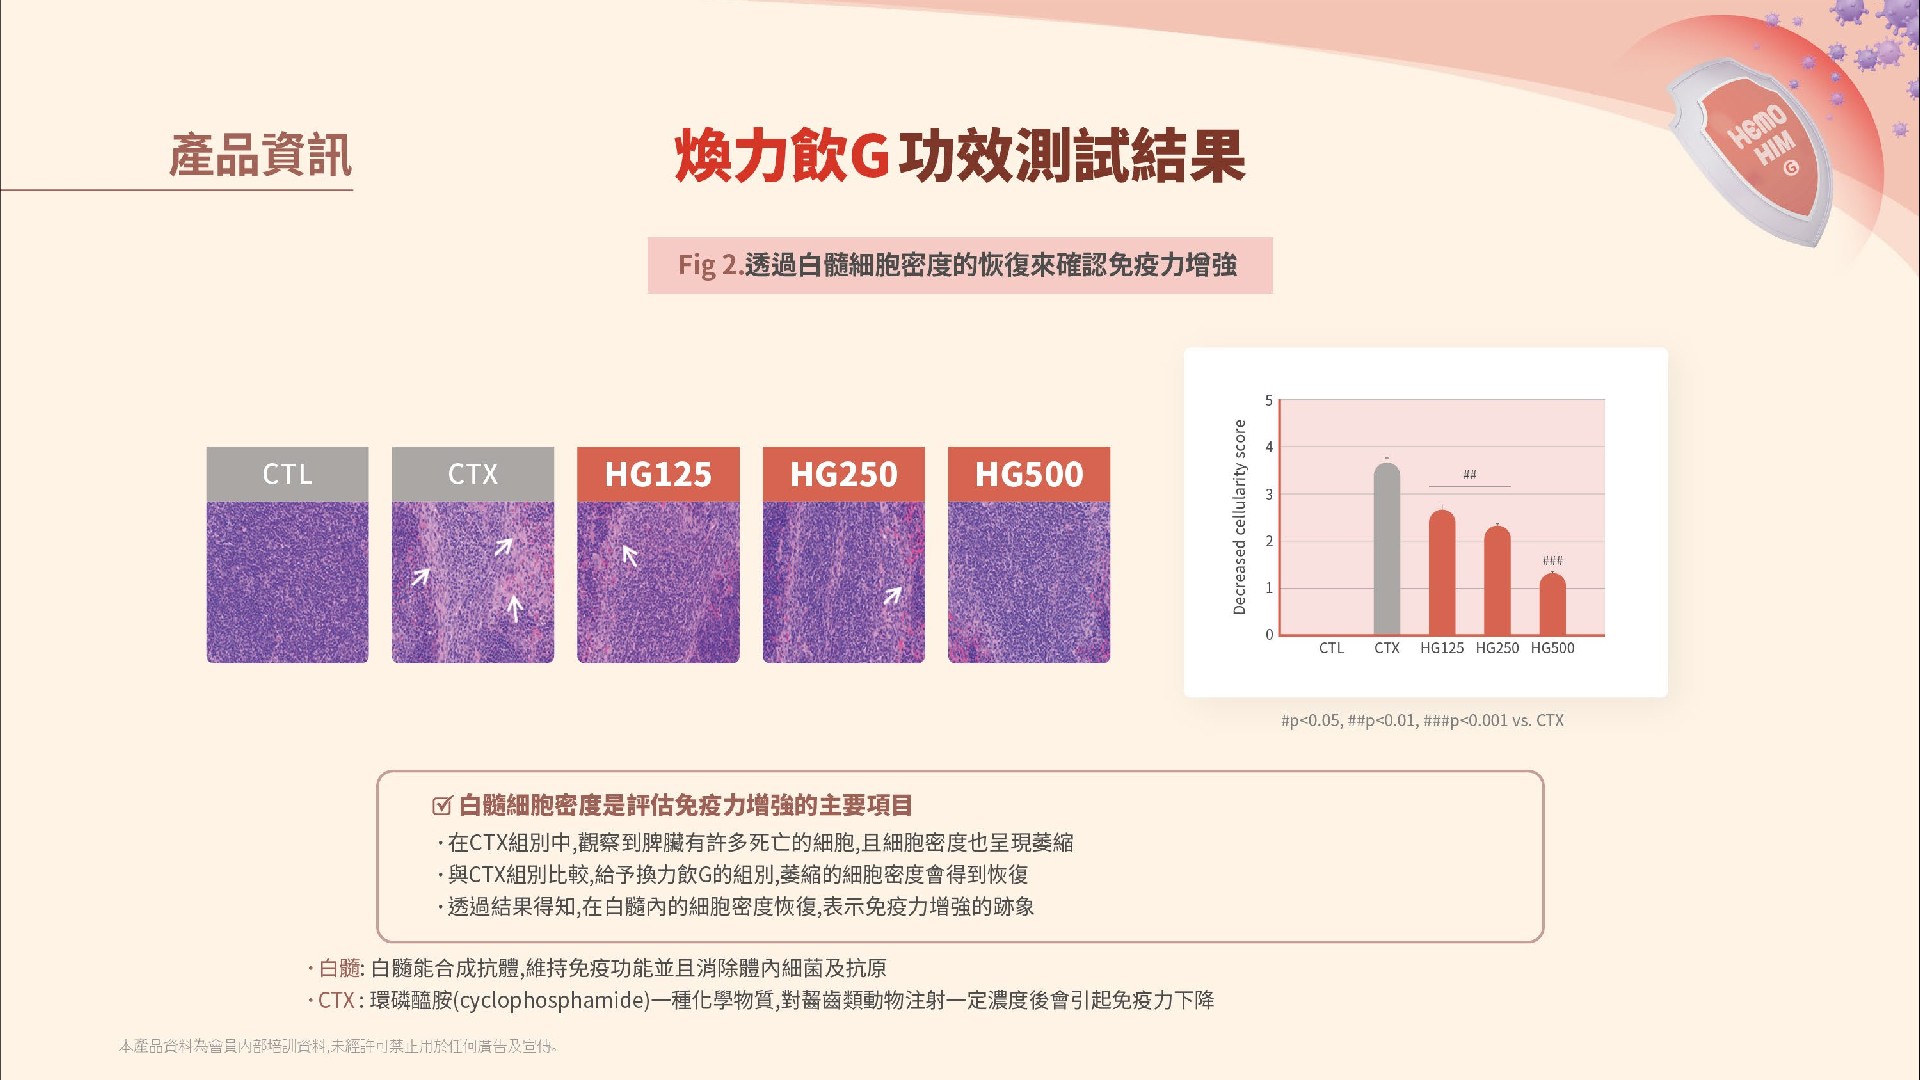 產品資訊
煥力飲G功效測試結果
HEMO
HIM
G
Fig 2.透過白髓細胞密度的恢復來確認免疫力增強
CTL CTX HG125 HG250 HG500
Decreased cellularity score
5
4
3
2
1
0
##
###
CTL CTX HG125 HG250 HG500
#p<0.05, ##p<0.01, ###p<0.001 vs. CTX
白髓細胞密度是評估免疫力增強的主要項目
·在CTX組別中,觀察到脾臟有許多死亡的細胞,且細胞密度也呈現萎縮
·與CTX組別比較,給予換力飲G的組別,萎縮的細胞密度會得到恢復
·透過結果得知,在白髓內的細胞密度恢復,表示免疫力增強的跡象
·白髓: 白髓能合成抗體,維持免疫功能並且消除體內細菌及抗原
·CTX : 環磷醯胺(cyclophosphamide)一種化學物質,對齧齒類動物注射一定濃度後會引起免疫力下降
本產品資料為會員內部培訓資料,未經許可禁止用於任何廣告及宣傳。